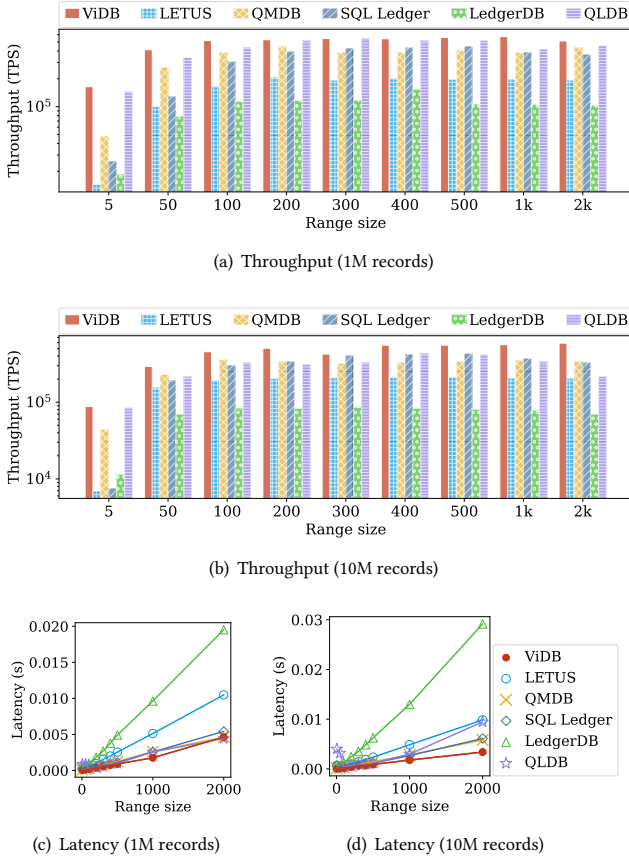 ViDB LETUS QMDB SQL Ledger LedgerDB QLDB
Throughput (TPS)
10^5
5 50 100 200 300 400 500 1k 2k
Range size
(a) Throughput (1M records)
ViDB LETUS QMDB SQL Ledger LedgerDB QLDB
Throughput (TPS)
10^5
10^4
5 50 100 200 300 400 500 1k 2k
Range size
(b) Throughput (10M records)
Latency (s)
0.020
0.015
0.010
0.005
0.000
0 1000 2000
Range size
(c) Latency (1M records)
Latency (s)
0.03
0.02
0.01
0.00
0 1000 2000
Range size
(d) Latency (10M records)
ViDB
LETUS
QMDB
SQL Ledger
LedgerDB
QLDB